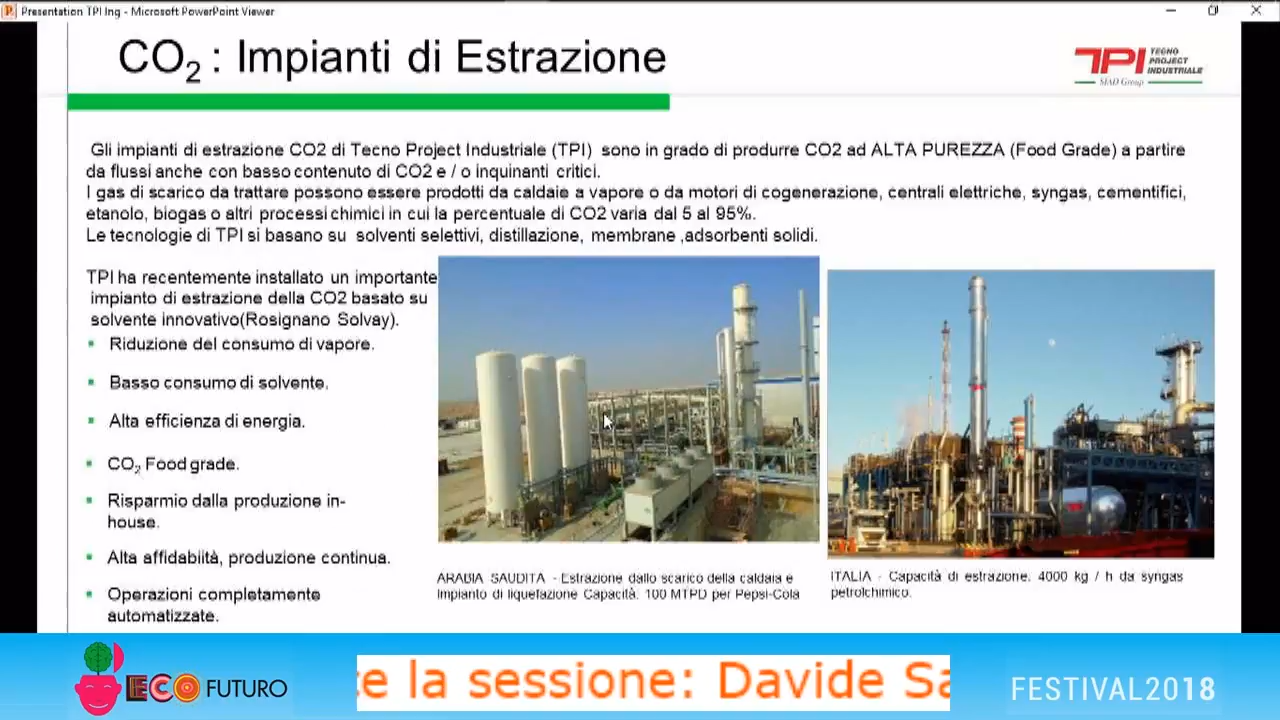 Presentation TPI Ing - Microsoft PowerPoint Viewer
CO2 : Impianti di Estrazione
TPI TECNO PROJECT INDUSTRIALE
SIAD Group
Gli impianti di estrazione CO2 di Tecno Project Industriale (TPI) sono in grado di produrre CO2 ad ALTA PUREZZA (Food Grade) a partire
da flussi anche con basso contenuto di CO2 e / o inquinanti critici.
I gas di scarico da trattare possono essere prodotti da caldaie a vapore o da motori di cogenerazione, centrali elettriche, syngas, cementifici,
etanolo, biogas o altri processi chimici in cui la percentuale di CO2 varia dal 5 al 95%.
Le tecnologie di TPI si basano su solventi selettivi, distillazione, membrane ,adsorbenti solidi.
TPI ha recentemente installato un importante
impianto di estrazione della CO2 basato su
solvente innovativo(Rosignano Solvay).
▪ Riduzione del consumo di vapore.
▪ Basso consumo di solvente.
▪ Alta efficienza di energia.
▪ CO2 Food grade.
▪ Risparmio dalla produzione in-
house.
▪ Alta affidabiità, produzione continua.
▪ Operazioni completamente
automatizzate.
ARABIA SAUDITA - Estrazione dallo scarico della caldaia e
Impianto di liquefazione Capacità: 100 MTPD per Pepsi-Cola
ITALIA - Capacità di estrazione: 4000 kg / h da syngas
petrolchimico.
ECO FUTURO
ce la sessione: Davide Sa
FESTIVAL2018